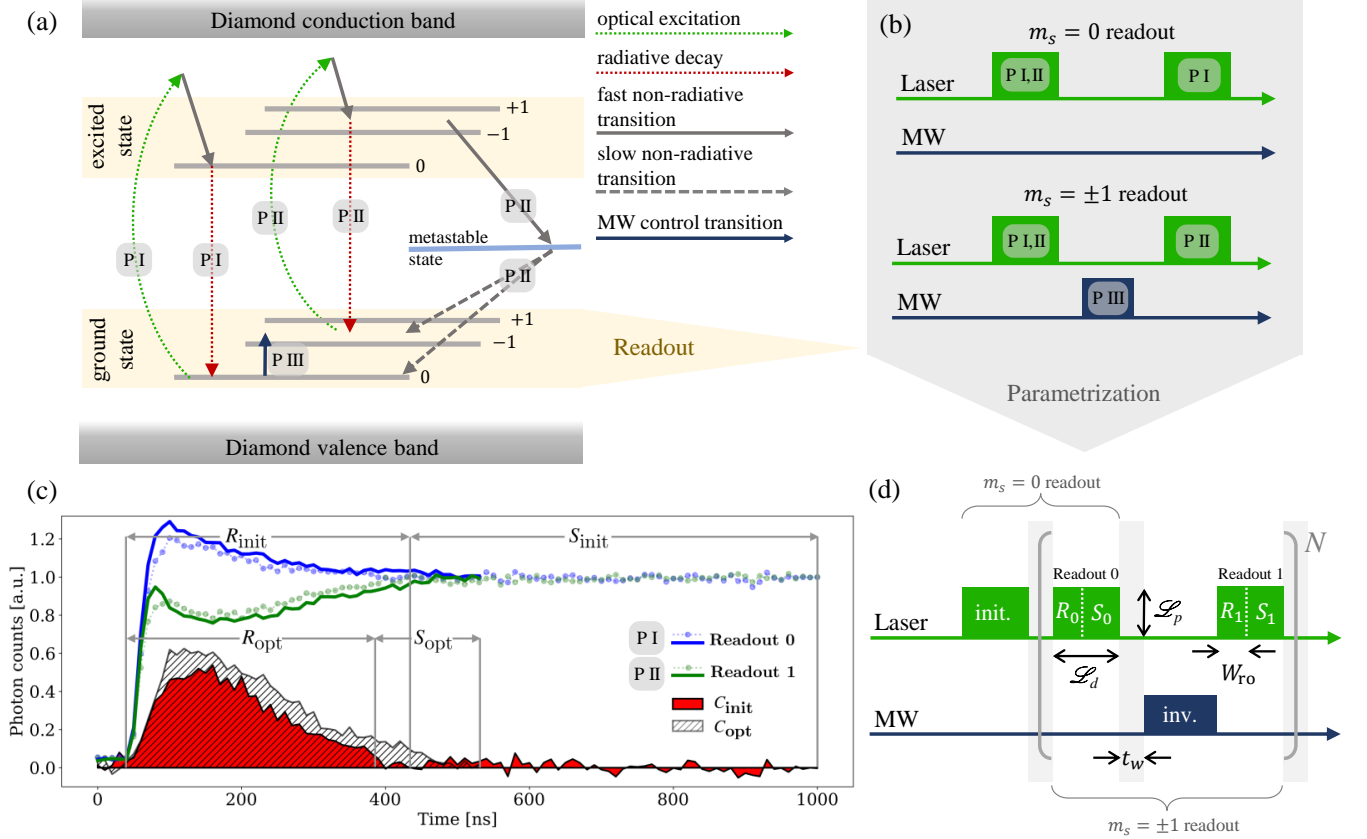 (a)
Diamond conduction band
excited
state
+1
−1
0
P I
P I
P II
P II
P II
P II
metastable
state
ground
state
P III
+1
−1
0
Diamond valence band
optical excitation
radiative decay
fast non-radiative
transition
slow non-radiative
transition
MW control transition
Readout
(b)
m_s = 0 readout
Laser
P I,II
P I
MW
m_s = ±1 readout
Laser
P I,II
P II
MW
P III
Parametrization
(c)
Photon counts [a.u.]
1.2
1.0
0.8
0.6
0.4
0.2
0.0
R_init
S_init
R_opt
S_opt
P I
Readout 0
P II
Readout 1
C_init
C_opt
0
200
400
600
800
1000
Time [ns]
(d)
m_s = 0 readout
N
Readout 0
Readout 1
Laser
init.
R_0
S_0
ℒ_p
R_1
S_1
ℒ_d
W_ro
MW
inv.
t_w
m_s = ±1 readout